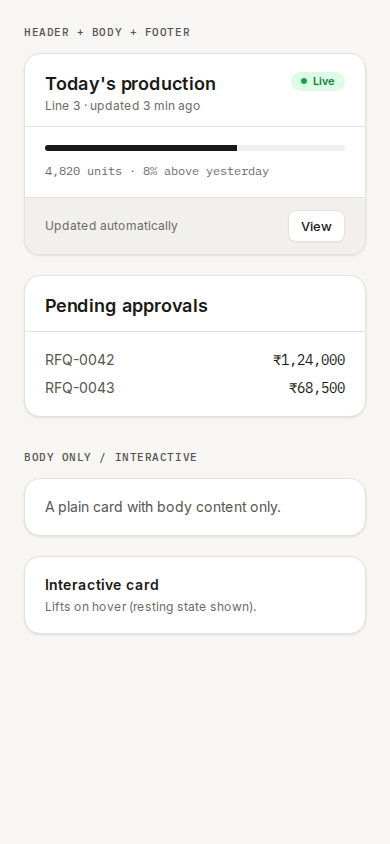 HEADER + BODY + FOOTER
Today's production
Live
Line 3 · updated 3 min ago
4,820 units · 8% above yesterday
Updated automatically
View
Pending approvals
RFQ-0042 ₹1,24,000
RFQ-0043 ₹68,500
BODY ONLY / INTERACTIVE
A plain card with body content only.
Interactive card
Lifts on hover (resting state shown).